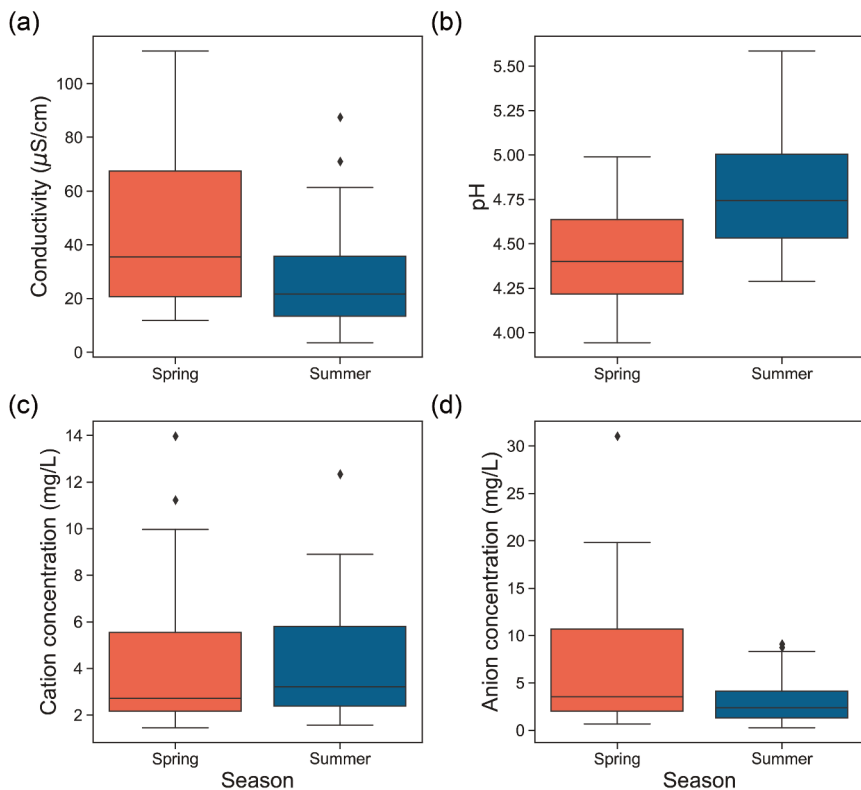 (a)
Conductivity (μS/cm)
100
80
60
40
20
0
Spring
Summer
(b)
pH
5.50
5.25
5.00
4.75
4.50
4.25
4.00
Spring
Summer
(c)
Cation concentration (mg/L)
14
12
10
8
6
4
2
Spring
Summer
Season
(d)
Anion concentration (mg/L)
30
25
20
15
10
5
0
Spring
Summer
Season